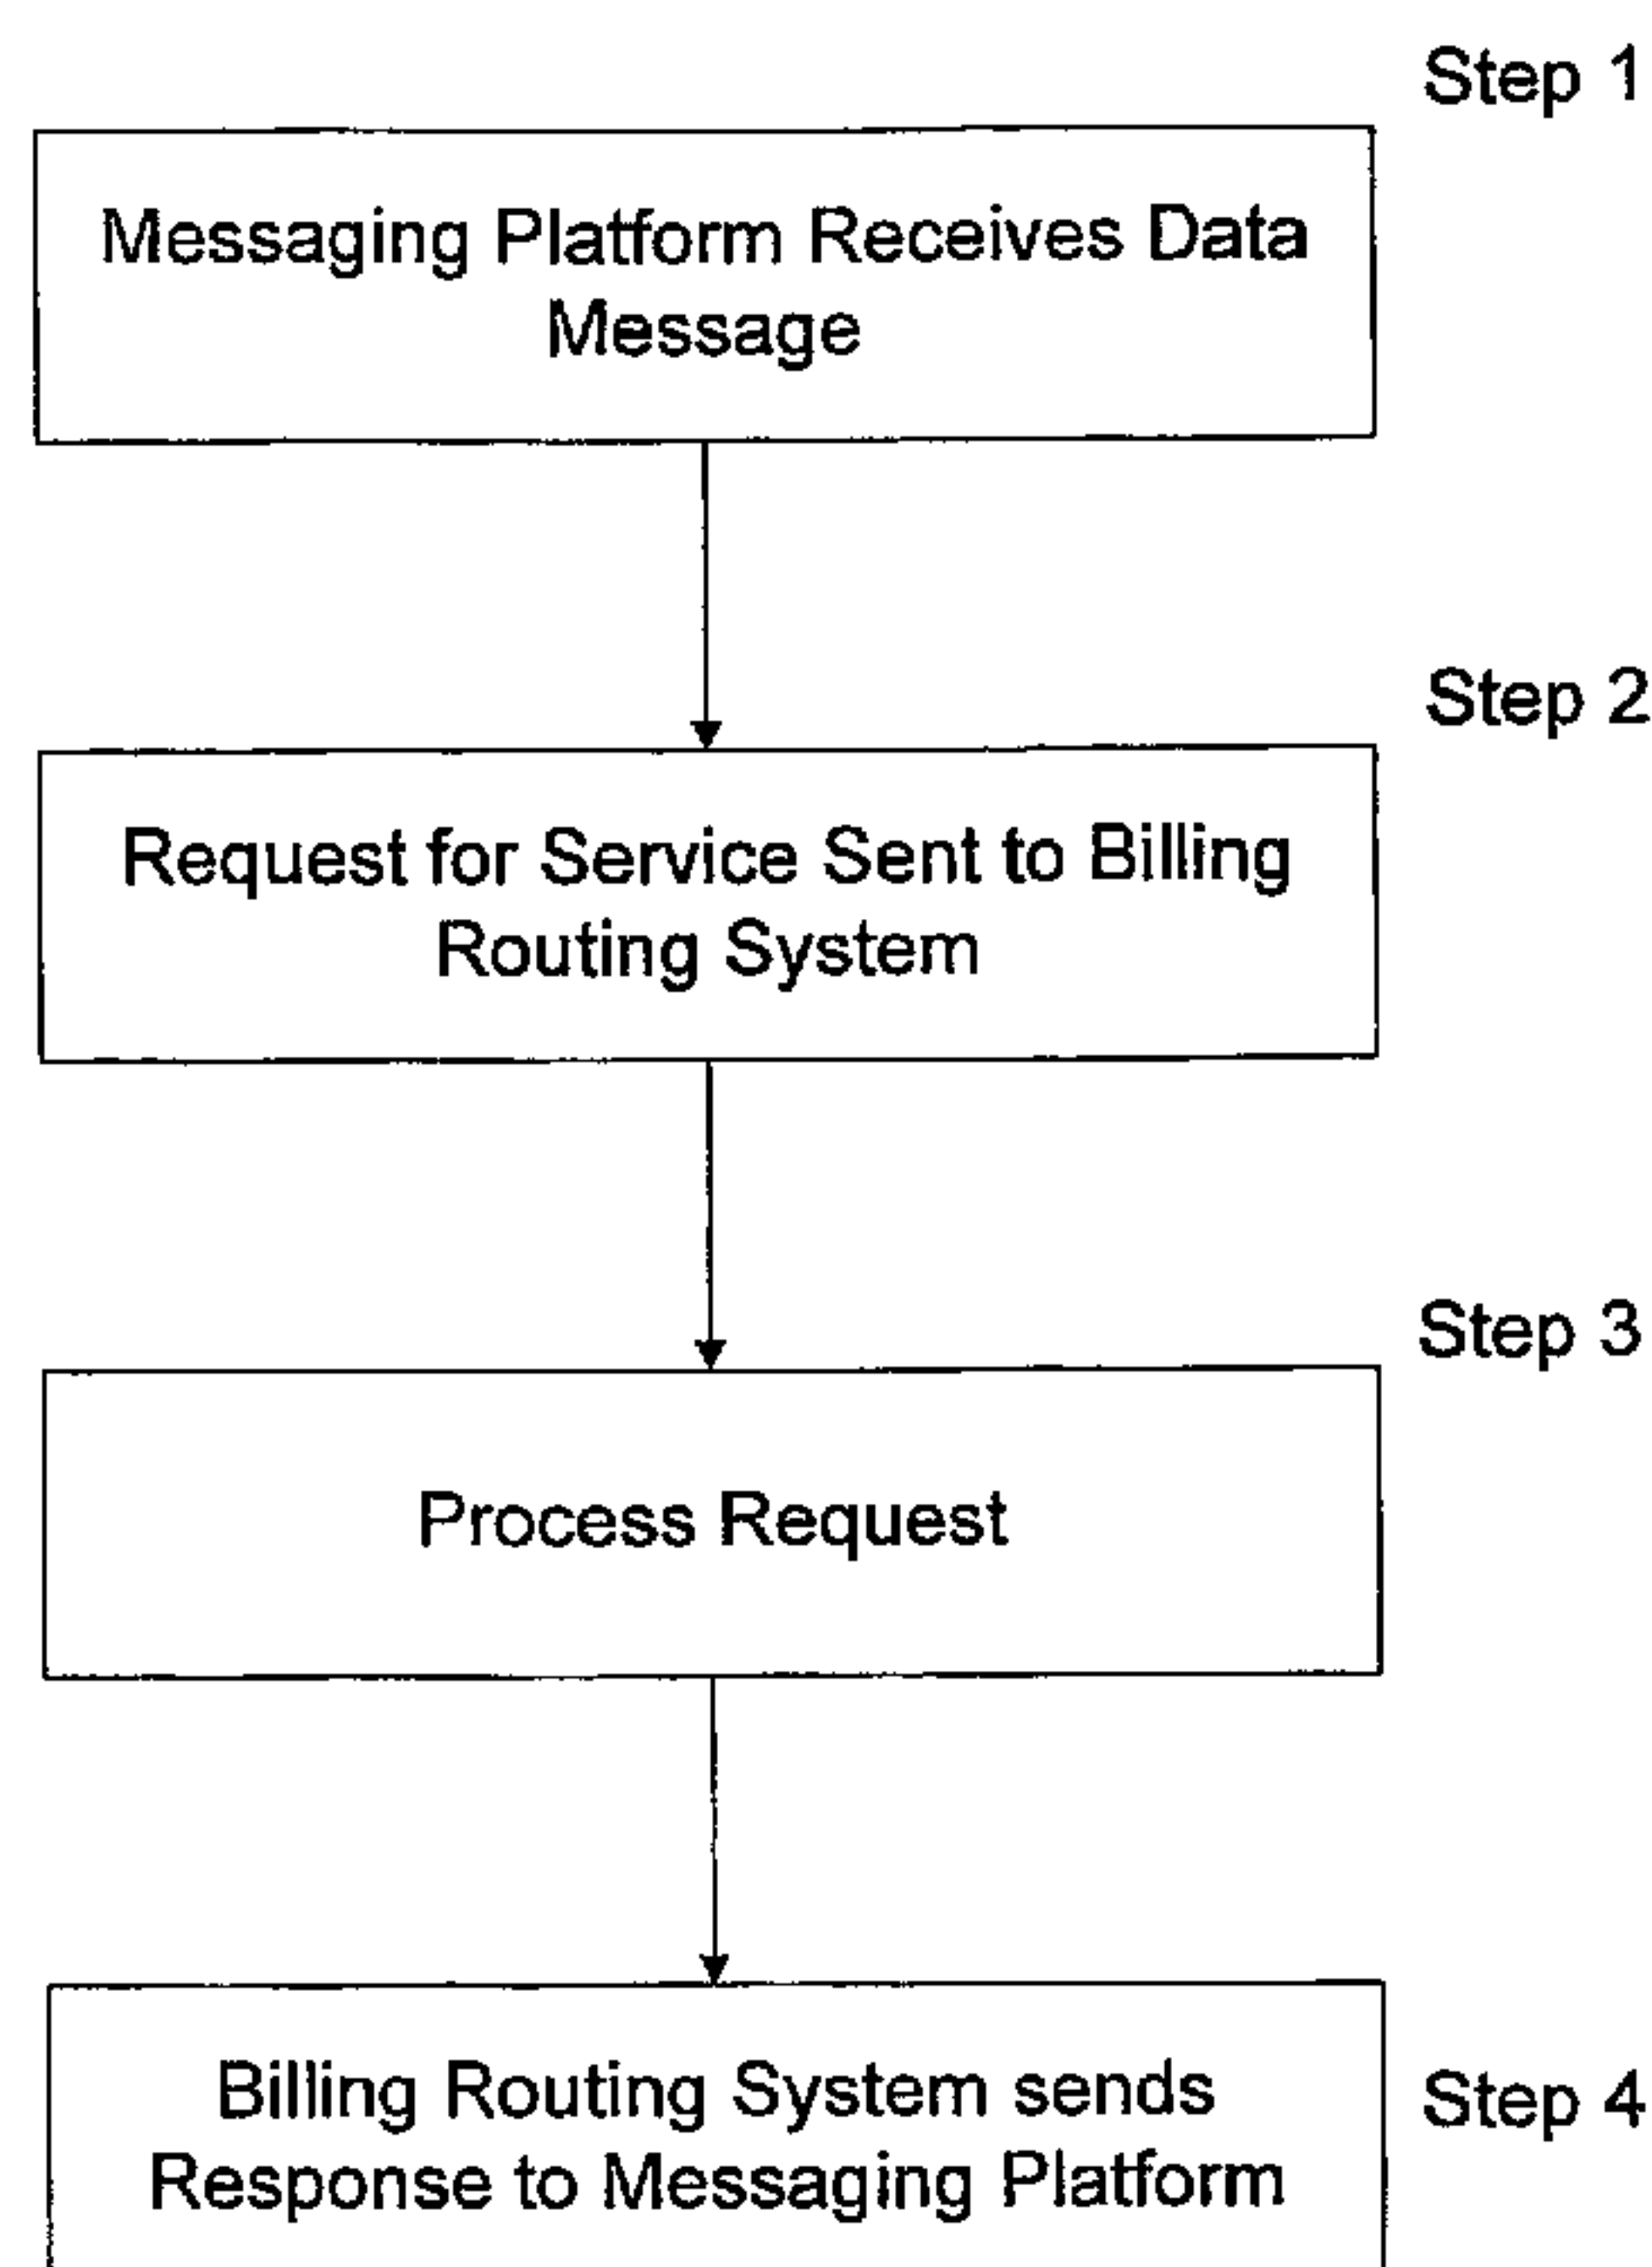 Step 1
Messaging Platform Receives Data
Message
Step 2
Request for Service Sent to Billing
Routing System
Step 3
Process Request
Billing Routing System sends
Step 4
Response to Messaging Platform